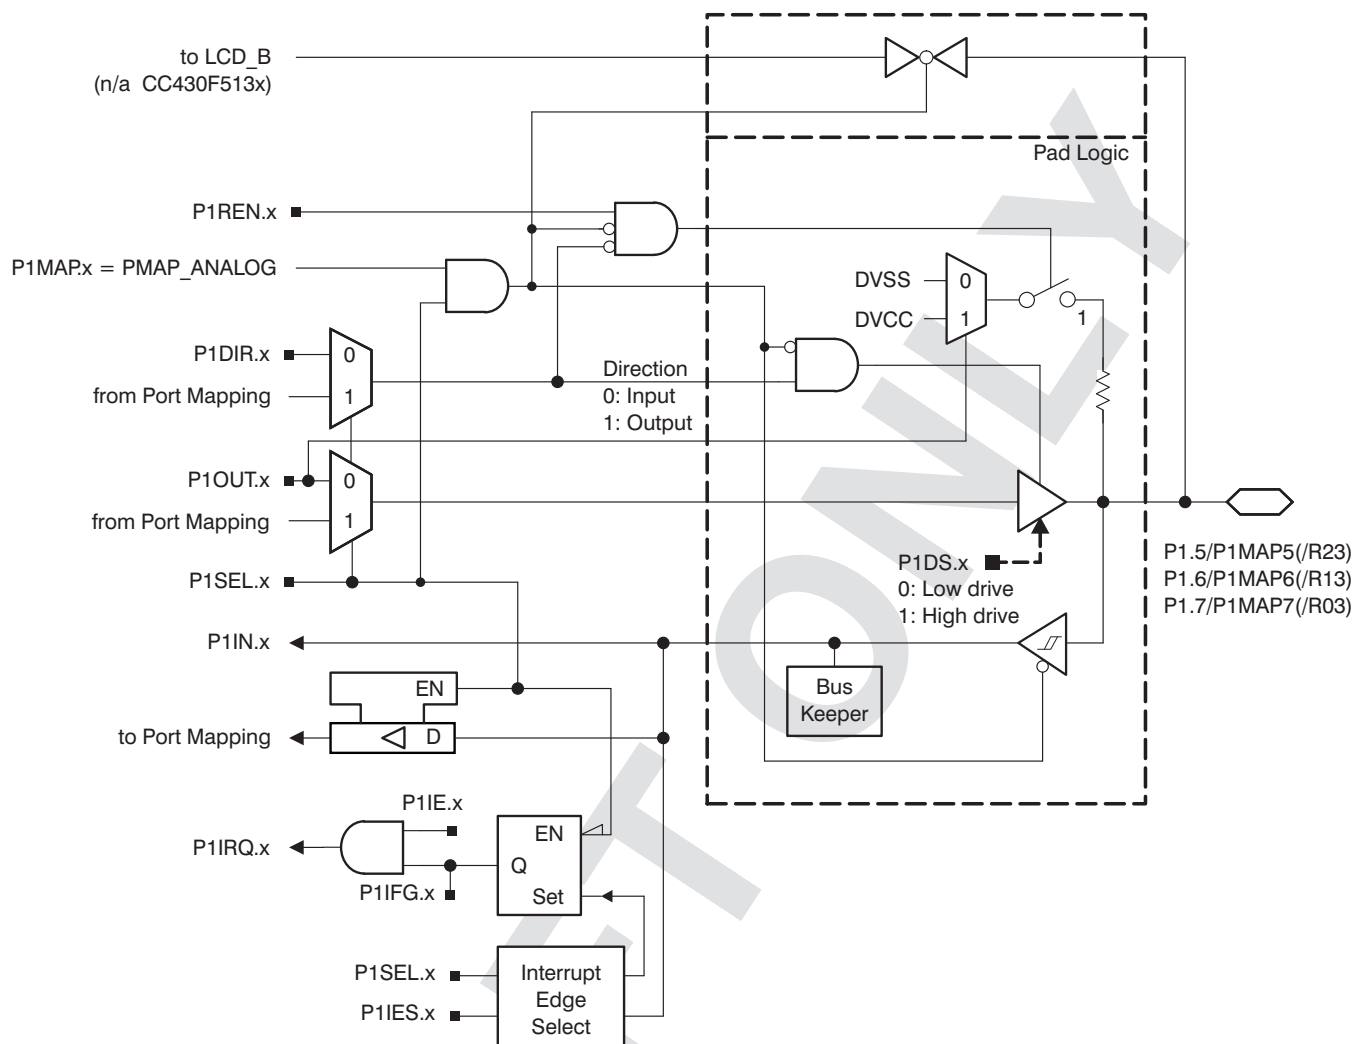 to LCD_B
(n/a CC430F513x)
Pad Logic
P1REN.x
P1MAP.x = PMAP_ANALOG
DVSS
0
DVCC
1
1
P1DIR.x
0
from Port Mapping
1
Direction
0: Input
1: Output
P1OUT.x
0
from Port Mapping
1
P1SEL.x
P1DS.x
0: Low drive
1: High drive
P1.5/P1MAP5(/R23)
P1.6/P1MAP6(/R13)
P1.7/P1MAP7(/R03)
P1IN.x
Bus
Keeper
EN
to Port Mapping
D
P1IE.x
P1IRQ.x
EN
Q
P1IFG.x
Set
P1SEL.x
P1IES.x
Interrupt
Edge
Select
ONLY